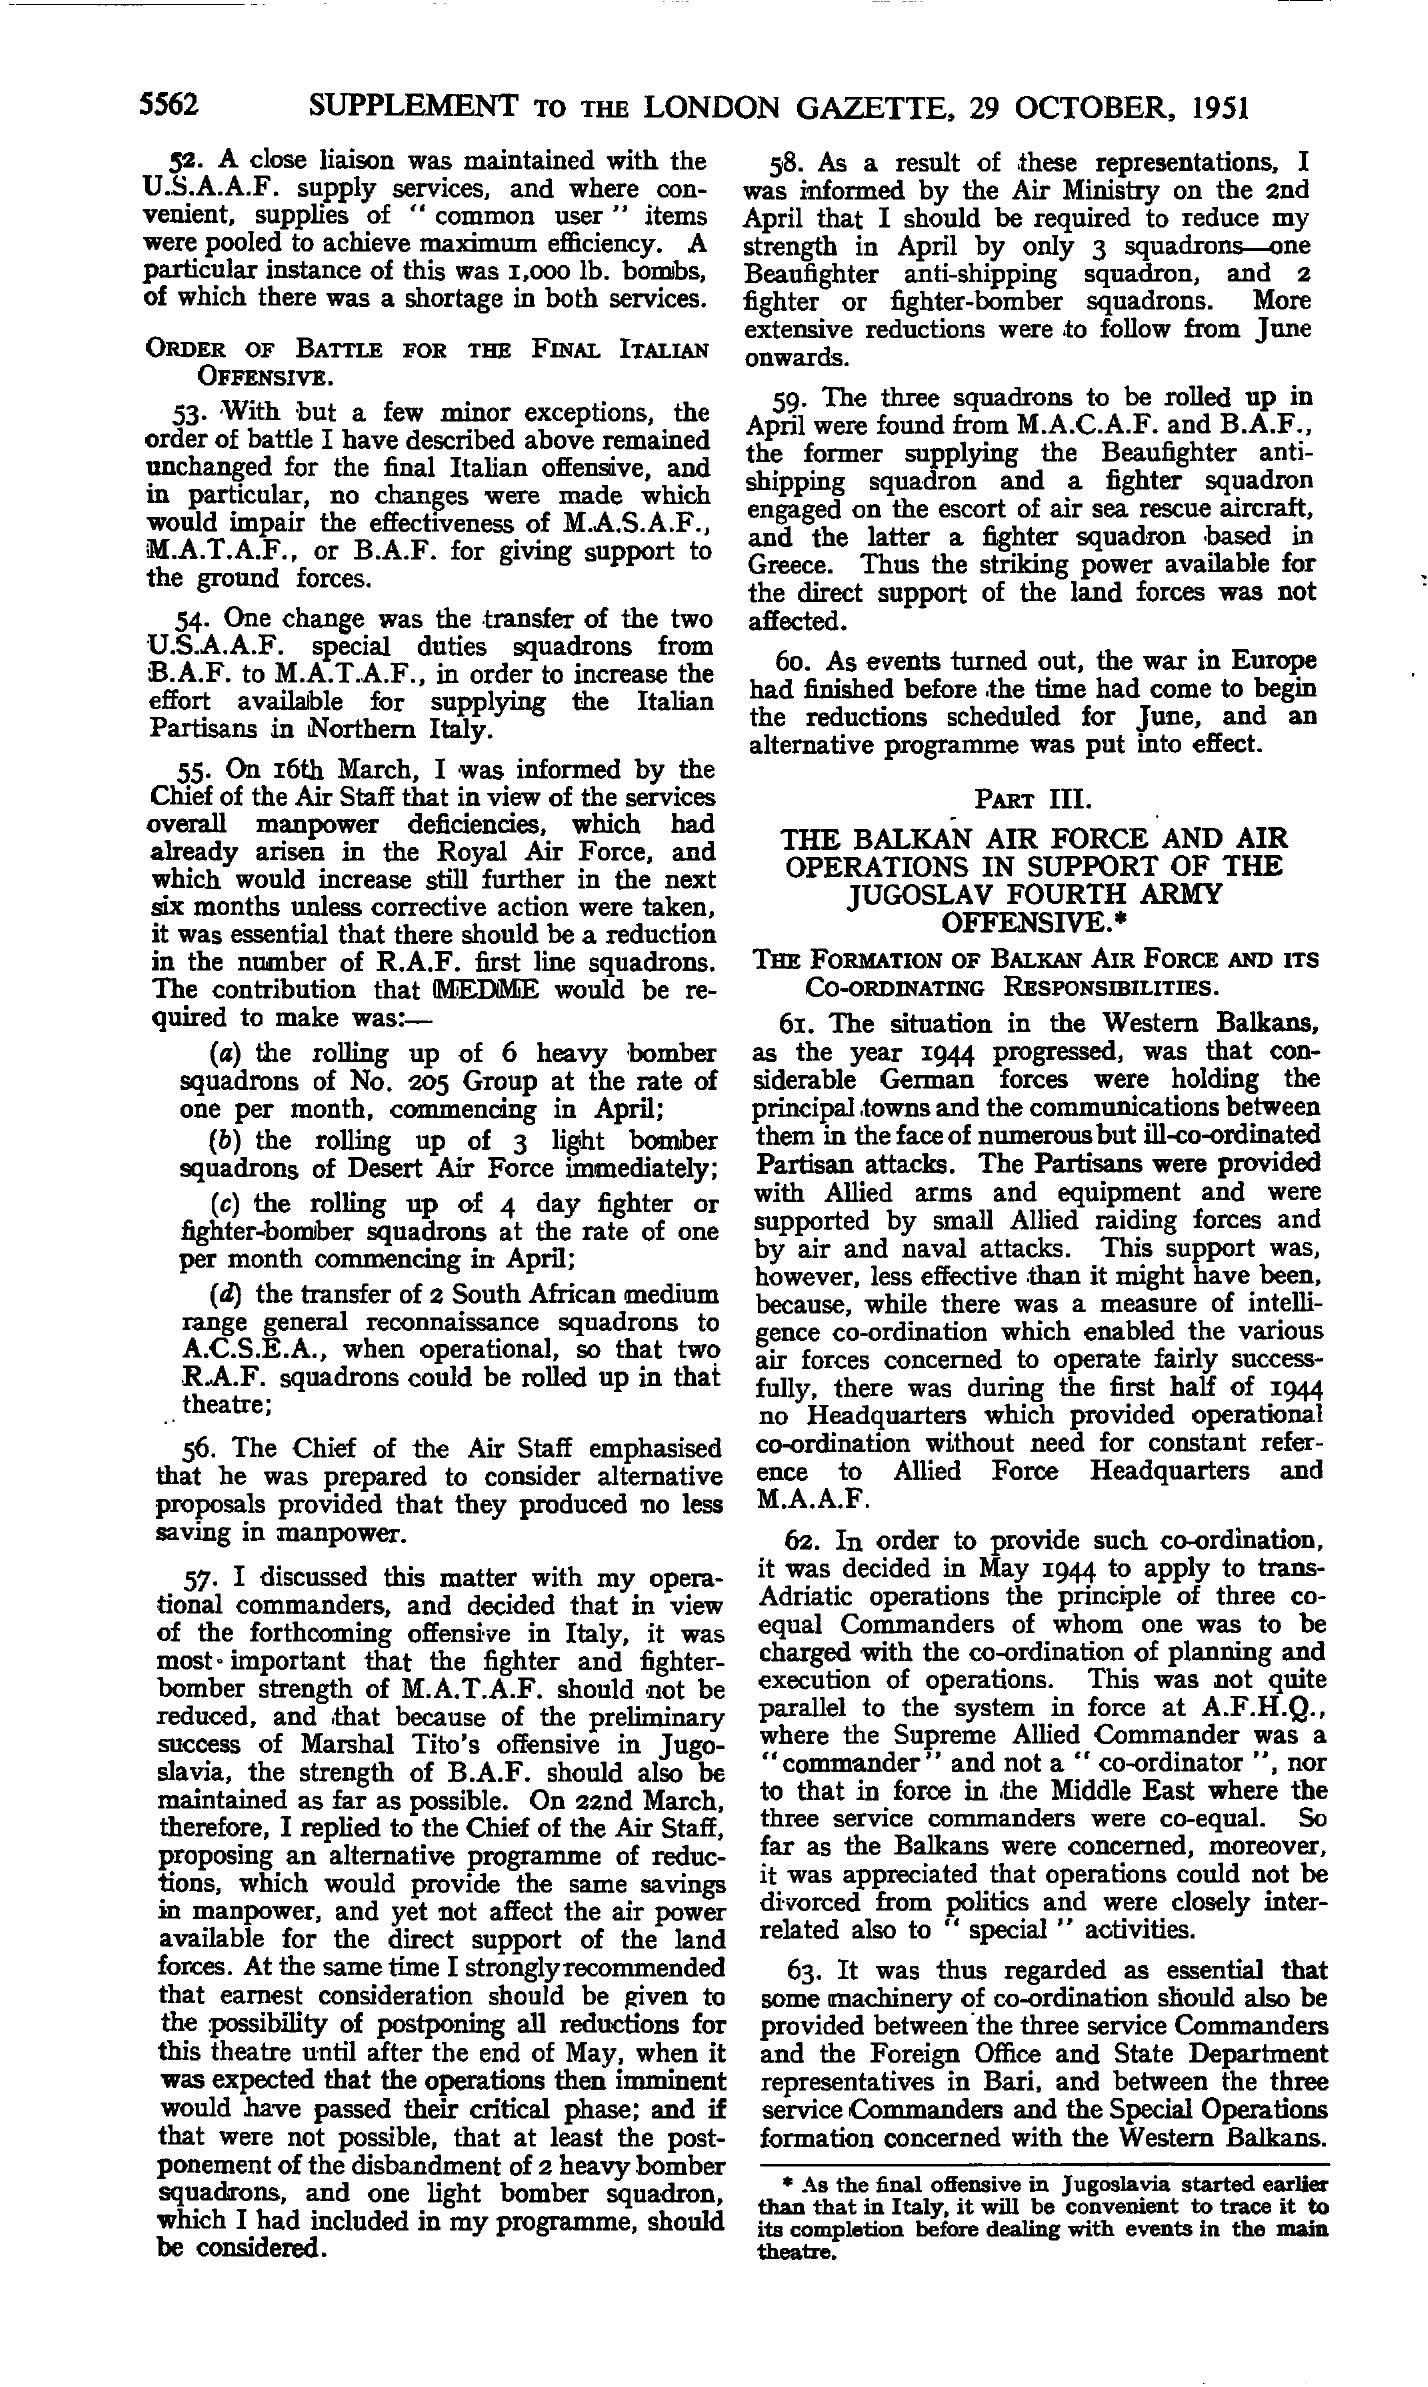 5562 SUPPLEMENT TO THE LONDON GAZETTE, 29 OCTOBER, 1951
52. A close liaison was maintained with the
U.S.A.A.F. supply services, and where con-
venient, supplies of " common user " items
were pooled to achieve maximum efficiency. A
particular instance of this was 1,000 lb. bombs,
of which there was a shortage in both services.
ORDER OF BATTLE FOR THE FINAL ITALIAN
OFFENSIVE.
53. With but a few minor exceptions, the
order of battle I have described above remained
unchanged for the final Italian offensive, and
in particular, no changes were made which
would impair the effectiveness of M.A.S.A.F.,
M.A.T.A.F., or B.A.F. for giving support to
the ground forces.
54. One change was the transfer of the two
U.S.A.A.F. special duties squadrons from
B.A.F. to M.A.T.A.F., in order to increase the
effort available for supplying the Italian
Partisans in Northern Italy.
55. On 16th March, I was informed by the
Chief of the Air Staff that in view of the services
overall manpower deficiencies, which had
already arisen in the Royal Air Force, and
which would increase still further in the next
six months unless corrective action were taken,
it was essential that there should be a reduction
in the number of R.A.F. first line squadrons.
The contribution that MEDME would be re-
quired to make was:—
(a) the rolling up of 6 heavy bomber
squadrons of No. 205 Group at the rate of
one per month, commencing in April;
(b) the rolling up of 3 light bomber
squadrons of Desert Air Force immediately;
(c) the rolling up of 4 day fighter or
fighter-bomber squadrons at the rate of one
per month commencing in April;
(d) the transfer of 2 South African medium
range general reconnaissance squadrons to
A.C.S.E.A., when operational, so that two
R.A.F. squadrons could be rolled up in that
theatre;
56. The Chief of the Air Staff emphasised
that he was prepared to consider alternative
proposals provided that they produced no less
saving in manpower.
57. I discussed this matter with my opera-
tional commanders, and decided that in view
of the forthcoming offensive in Italy, it was
most important that the fighter and fighter-
bomber strength of M.A.T.A.F. should not be
reduced, and that because of the preliminary
success of Marshal Tito's offensive in Jugo-
slavia, the strength of B.A.F. should also be
maintained as far as possible. On 22nd March,
therefore, I replied to the Chief of the Air Staff,
proposing an alternative programme of reduc-
tions, which would provide the same savings
in manpower, and yet not affect the air power
available for the direct support of the land
forces. At the same time I strongly recommended
that earnest consideration should be given to
the possibility of postponing all reductions for
this theatre until after the end of May, when it
was expected that the operations then imminent
would have passed their critical phase; and if
that were not possible, that at least the post-
ponement of the disbandment of 2 heavy bomber
squadrons, and one light bomber squadron,
which I had included in my programme, should
be considered.
58. As a result of these representations, I
was informed by the Air Ministry on the 2nd
April that I should be required to reduce my
strength in April by only 3 squadrons—one
Beaufighter anti-shipping squadron, and 2
fighter or fighter-bomber squadrons. More
extensive reductions were to follow from June
onwards.
59. The three squadrons to be rolled up in
April were found from M.A.C.A.F. and B.A.F.,
the former supplying the Beaufighter anti-
shipping squadron and a fighter squadron
engaged on the escort of air sea rescue aircraft,
and the latter a fighter squadron based in
Greece. Thus the striking power available for
the direct support of the land forces was not
affected.
60. As events turned out, the war in Europe
had finished before the time had come to begin
the reductions scheduled for June, and an
alternative programme was put into effect.
PART III.
THE BALKAN AIR FORCE AND AIR
OPERATIONS IN SUPPORT OF THE
JUGOSLAV FOURTH ARMY
OFFENSIVE.*
THE FORMATION OF BALKAN AIR FORCE AND ITS
CO-ORDINATING RESPONSIBILITIES.
61. The situation in the Western Balkans,
as the year 1944 progressed, was that con-
siderable German forces were holding the
principal towns and the communications between
them in the face of numerous but ill-co-ordinated
Partisan attacks. The Partisans were provided
with Allied arms and equipment and were
supported by small Allied raiding forces and
by air and naval attacks. This support was,
however, less effective than it might have been,
because, while there was a measure of intelli-
gence co-ordination which enabled the various
air forces concerned to operate fairly success-
fully, there was during the first half of 1944
no Headquarters which provided operational
co-ordination without need for constant refer-
ence to Allied Force Headquarters and
M.A.A.F.
62. In order to provide such co-ordination,
it was decided in May 1944 to apply to trans-
Adriatic operations the principle of three co-
equal Commanders of whom one was to be
charged with the co-ordination of planning and
execution of operations. This was not quite
parallel to the system in force at A.F.H.Q.,
where the Supreme Allied Commander was a
"commander" and not a " co-ordinator ", nor
to that in force in the Middle East where the
three service commanders were co-equal. So
far as the Balkans were concerned, moreover,
it was appreciated that operations could not be
divorced from politics and were closely inter-
related also to " special " activities.
63. It was thus regarded as essential that
some machinery of co-ordination should also be
provided between the three service Commanders
and the Foreign Office and State Department
representatives in Bari, and between the three
service Commanders and the Special Operations
formation concerned with the Western Balkans.
* As the final offensive in Jugoslavia started earlier
than that in Italy, it will be convenient to trace it to
its completion before dealing with events in the main
theatre.